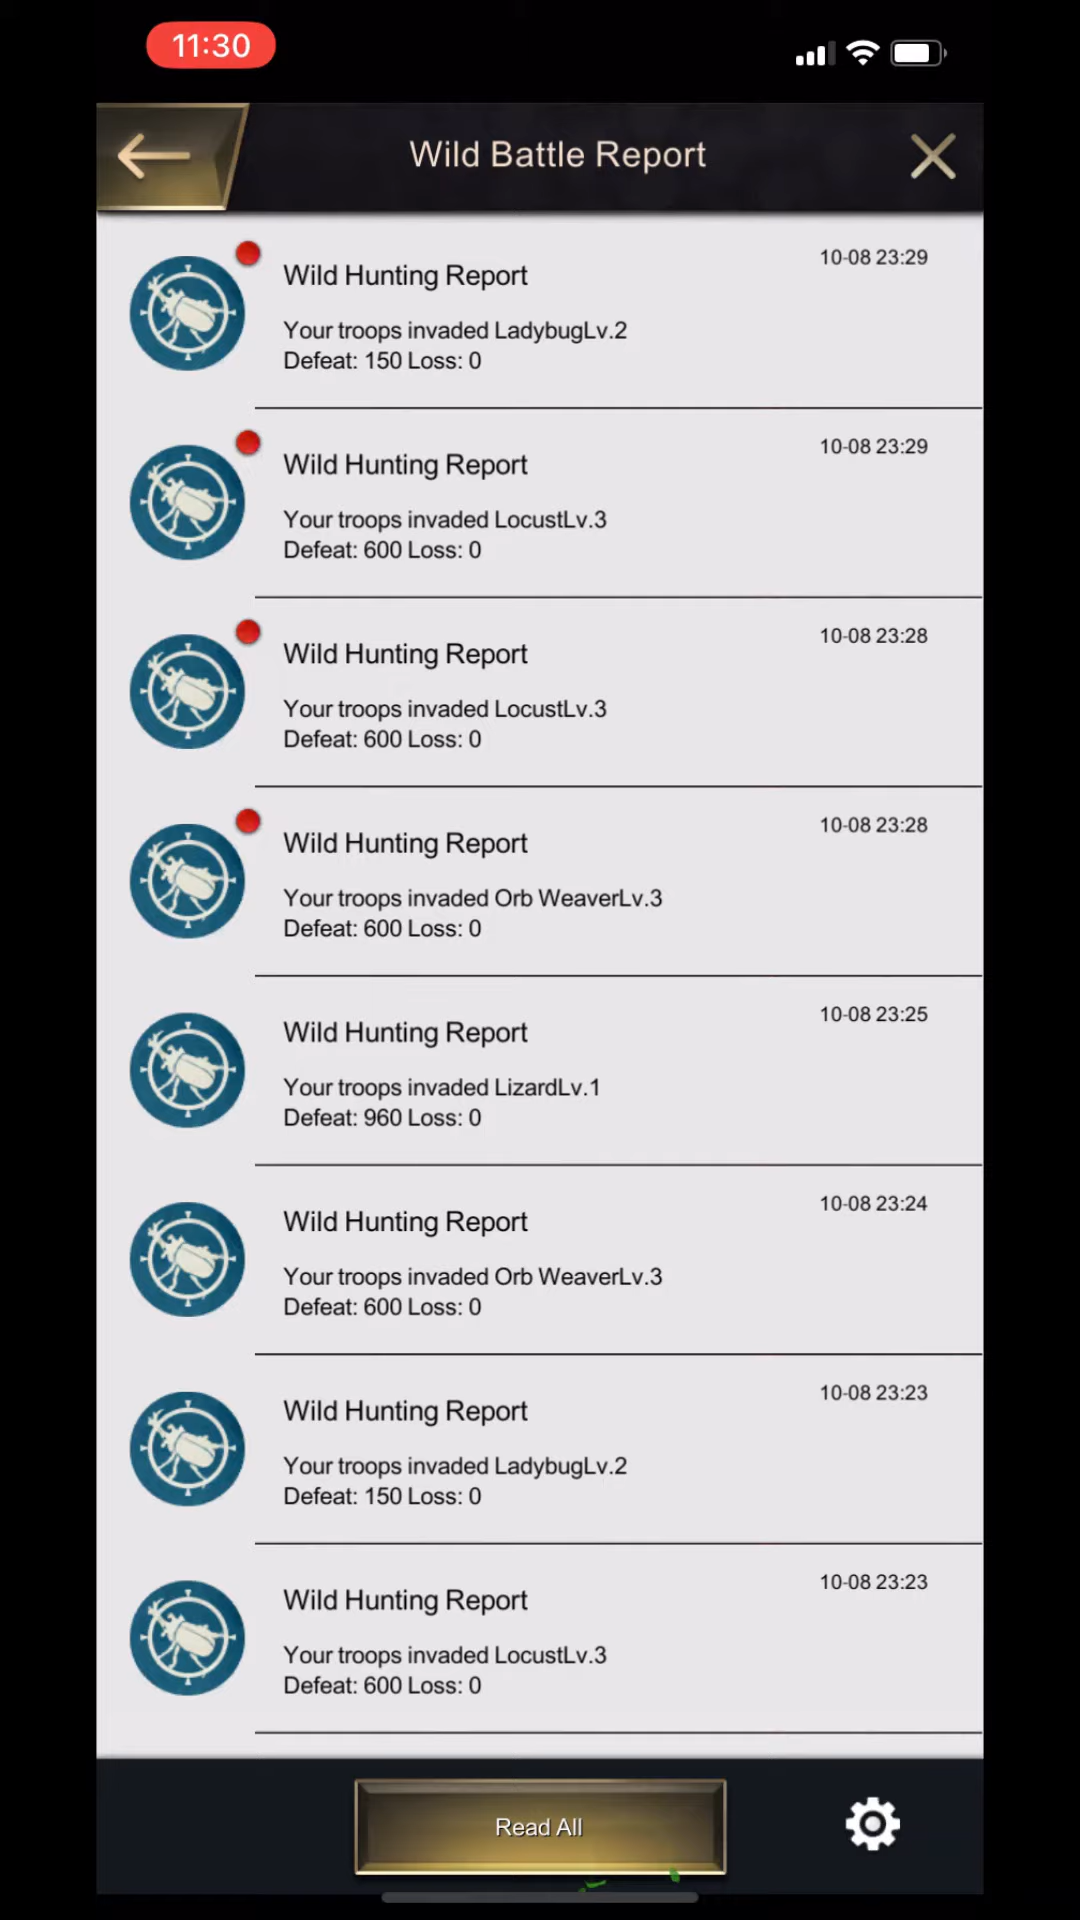 11:30
Wild Battle Report
10-08 23:29
Wild Hunting Report
Your troops invaded LadybugLv.2
Defeat: 150 Loss: 0
10-08 23:29
Wild Hunting Report
Your troops invaded LocustLv.3
Defeat: 600 Loss: 0
10-08 23:28
Wild Hunting Report
Your troops invaded LocustLv.3
Defeat: 600 Loss: 0
10-08 23:28
Wild Hunting Report
Your troops invaded Orb WeaverLv.3
Defeat: 600 Loss: 0
10-08 23:25
Wild Hunting Report
Your troops invaded LizardLv.1
Defeat: 960 Loss: 0
10-08 23:24
Wild Hunting Report
Your troops invaded Orb WeaverLv.3
Defeat: 600 Loss: 0
10-08 23:23
Wild Hunting Report
Your troops invaded LadybugLv.2
Defeat: 150 Loss: 0
10-08 23:23
Wild Hunting Report
Your troops invaded LocustLv.3
Defeat: 600 Loss: 0
Read All